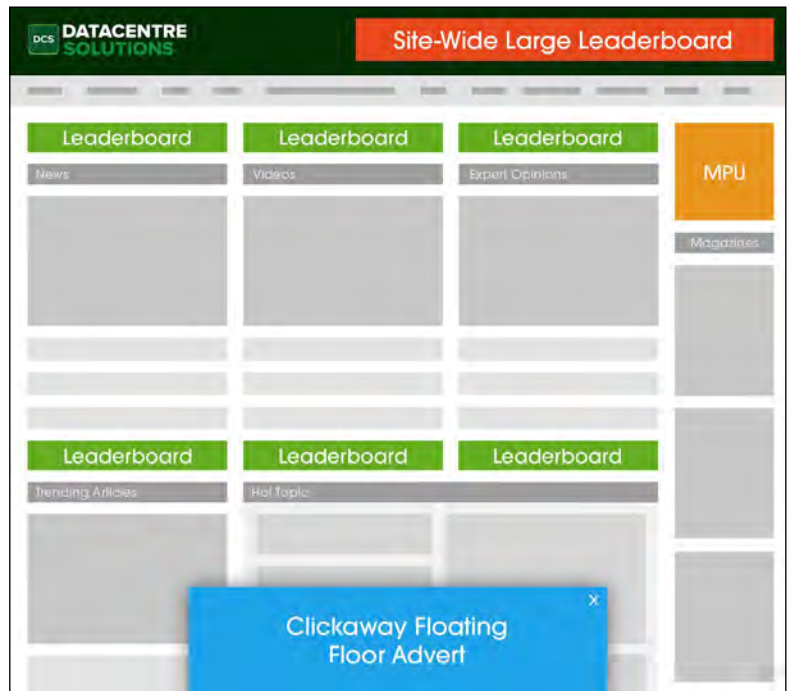 DCS DATACENTRE
SOLUTIONS
Site-Wide Large Leaderboard
Leaderboard Leaderboard Leaderboard
MPU
News Videos Expert Opinions
Magazines
Leaderboard Leaderboard Leaderboard
Trending Articles Hot Topic
X
Clickaway Floating
Floor Advert